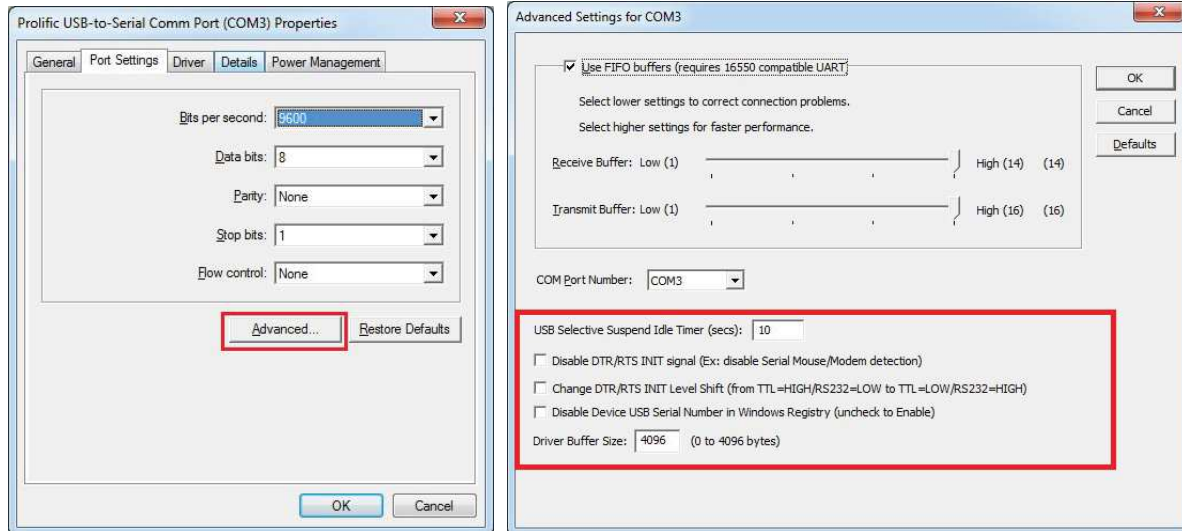 Prolific USB-to-Serial Comm Port (COM3) Properties
General Port Settings Driver Details Power Management
Bits per second: 9600
Data bits: 8
Parity: None
Stop bits: 1
Flow control: None
Advanced... Restore Defaults
OK Cancel
Advanced Settings for COM3
Use FIFO buffers (requires 16550 compatible UART)
OK
Select lower settings to correct connection problems.
Cancel
Select higher settings for faster performance.
Defaults
Receive Buffer: Low (1) High (14) (14)
Transmit Buffer: Low (1) High (16) (16)
COM Port Number: COM3
USB Selective Suspend Idle Timer (secs): 10
Disable DTR/RTS INIT signal (Ex: disable Serial Mouse/Modem detection)
Change DTR/RTS INIT Level Shift (from TTL=HIGH/RS232=LOW to TTL=LOW/RS232=HIGH)
Disable Device USB Serial Number in Windows Registry (uncheck to Enable)
Driver Buffer Size: 4096 (0 to 4096 bytes)